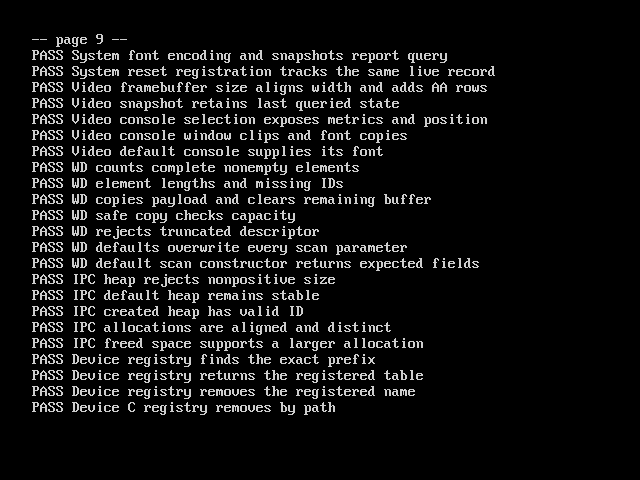 -- page 9 --
PASS System font encoding and snapshots report query
PASS System reset registration tracks the same live record
PASS Video framebuffer size aligns width and adds AA rows
PASS Video snapshot retains last queried state
PASS Video console selection exposes metrics and position
PASS Video console window clips and font copies
PASS Video default console supplies its font
PASS WD counts complete nonempty elements
PASS WD element lengths and missing IDs
PASS WD copies payload and clears remaining buffer
PASS WD safe copy checks capacity
PASS WD rejects truncated descriptor
PASS WD defaults overwrite every scan parameter
PASS WD default scan constructor returns expected fields
PASS IPC heap rejects nonpositive size
PASS IPC default heap remains stable
PASS IPC created heap has valid ID
PASS IPC allocations are aligned and distinct
PASS IPC freed space supports a larger allocation
PASS Device registry finds the exact prefix
PASS Device registry returns the registered table
PASS Device registry removes the registered name
PASS Device C registry removes by path